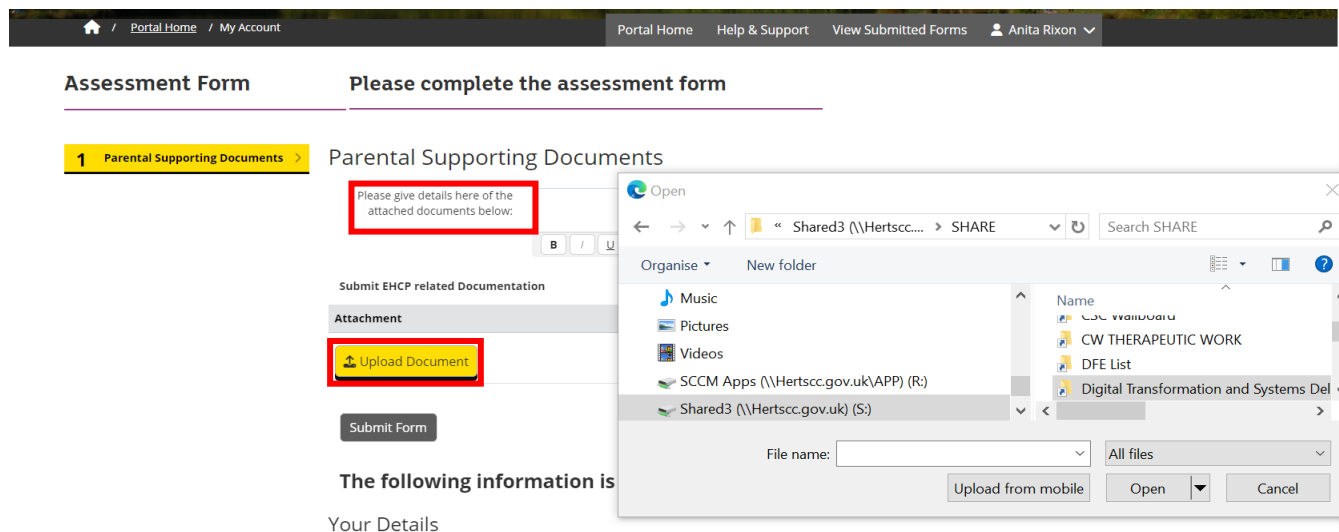 / Portal Home / My Account
Portal Home Help & Support View Submitted Forms Anita Rixon
Assessment Form
Please complete the assessment form
1 Parental Supporting Documents
Parental Supporting Documents
Please give details here of the
attached documents below:
B I U
Submit EHCP related Documentation
Attachment
Upload Document
Submit Form
The following information is
Your Details
Open
« Shared3 (\\Hertscc.... > SHARE
Search SHARE
Organise
New folder
Music
Pictures
Videos
SCCM Apps (\\Hertscc.gov.uk\APP) (R:)
Shared3 (\\Hertscc.gov.uk) (S:)
Name
CSC Wallboard
CW THERAPEUTIC WORK
DFE List
Digital Transformation and Systems Del
File name:
All files
Upload from mobile
Open
Cancel